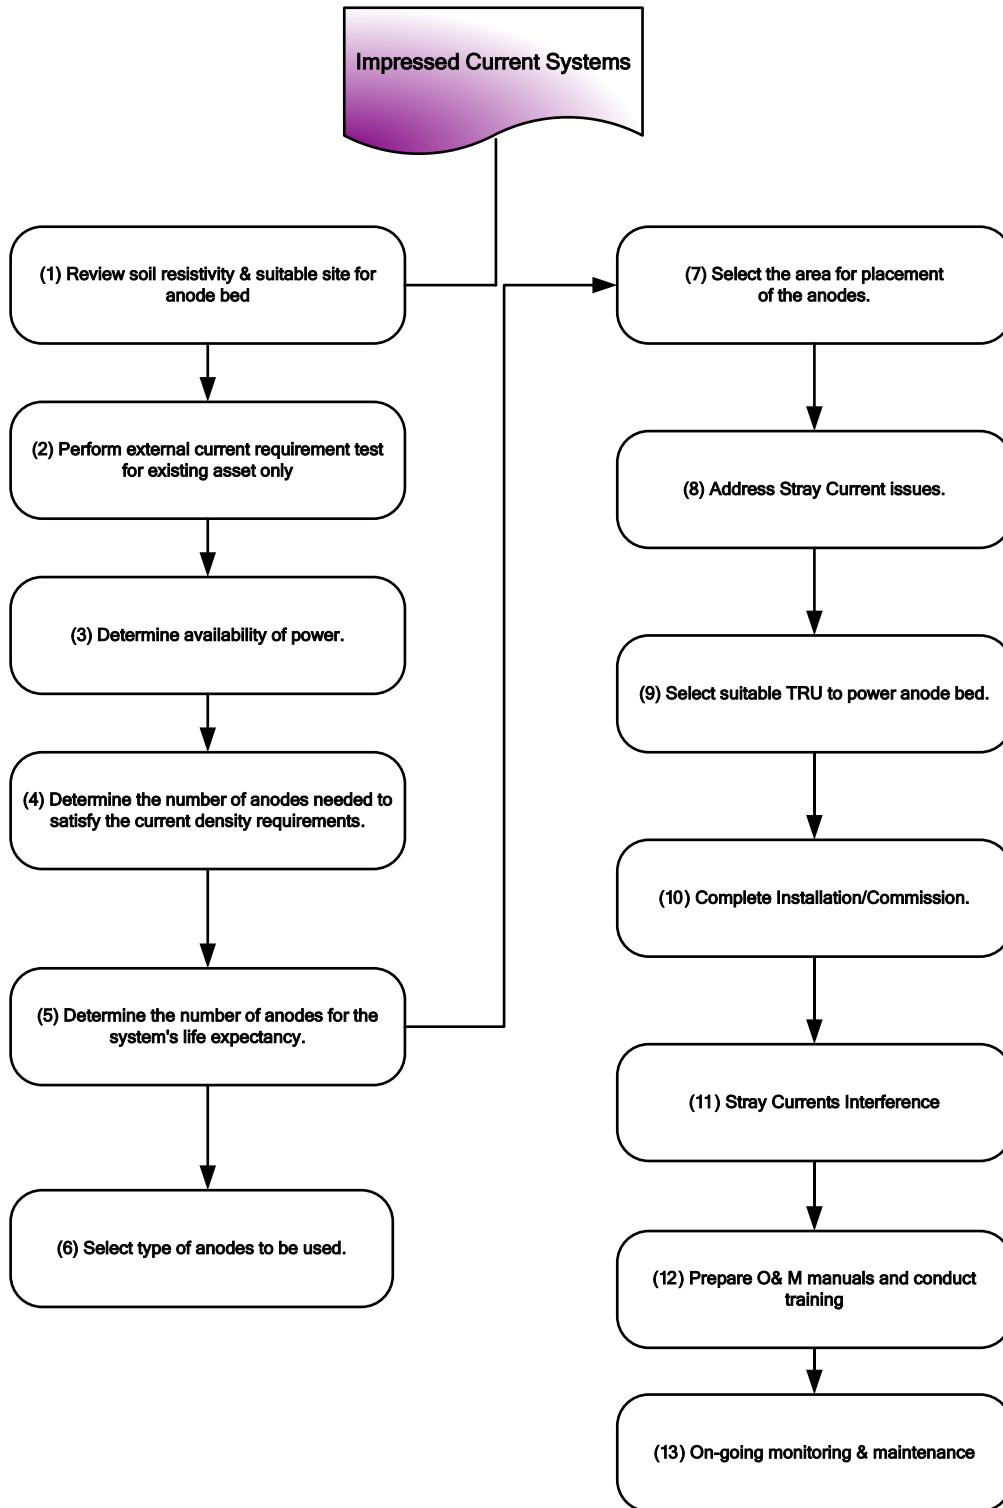 Impressed Current Systems
(1) Review soil resistivity & suitable site for
anode bed
(2) Perform external current requirement test
for existing asset only
(3) Determine availability of power.
(4) Determine the number of anodes needed to
satisfy the current density requirements.
(5) Determine the number of anodes for the
system's life expectancy.
(6) Select type of anodes to be used.
(7) Select the area for placement
of the anodes.
(8) Address Stray Current issues.
(9) Select suitable TRU to power anode bed.
(10) Complete Installation/Commission.
(11) Stray Currents Interference
(12) Prepare O& M manuals and conduct
training
(13) On-going monitoring & maintenance